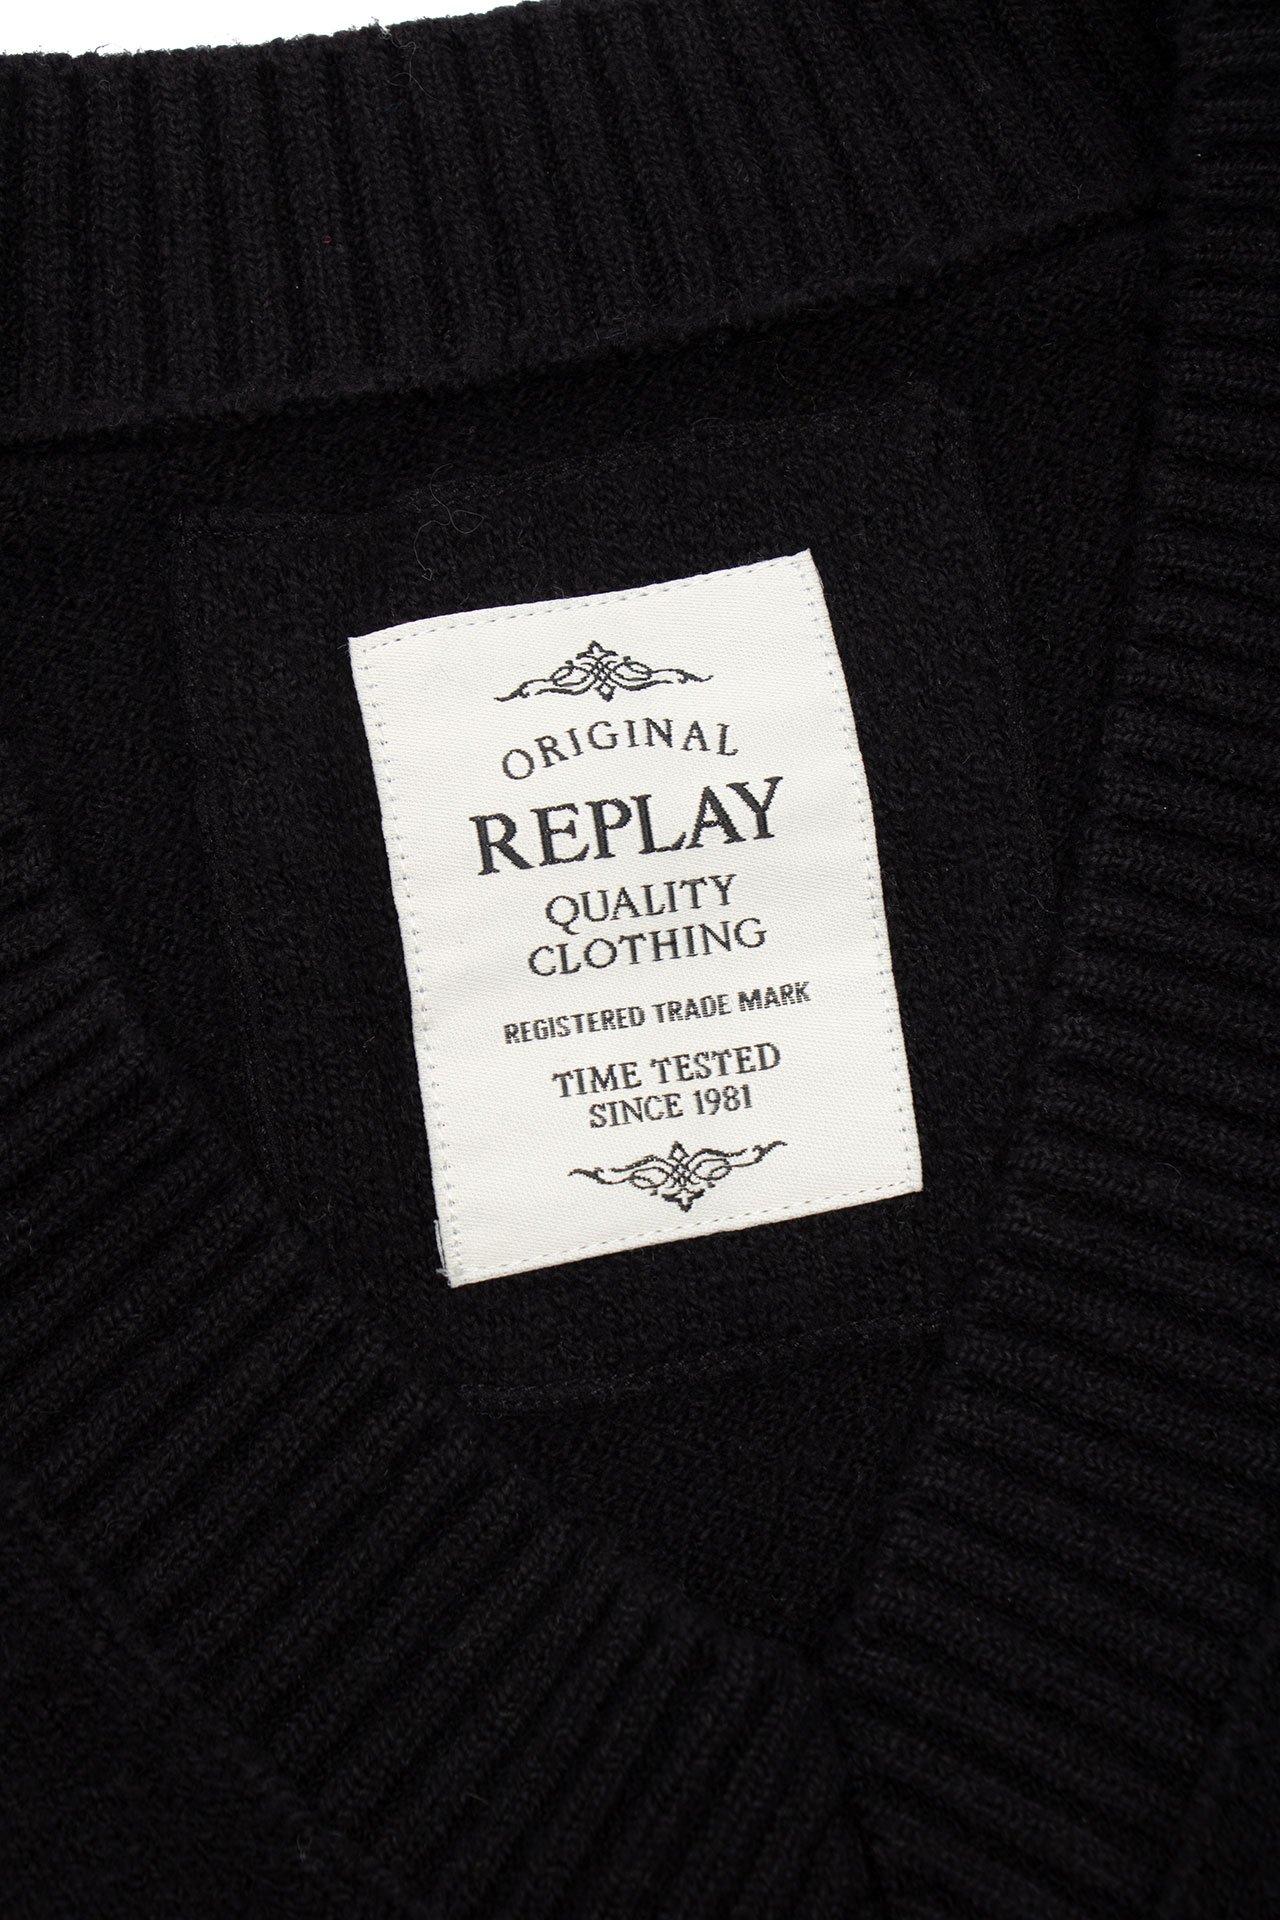 ORIGINAL
REPLAY
QUALITY
CLOTHING
REGISTERED TRADE MARK
TIME TESTED
SINCE 1981